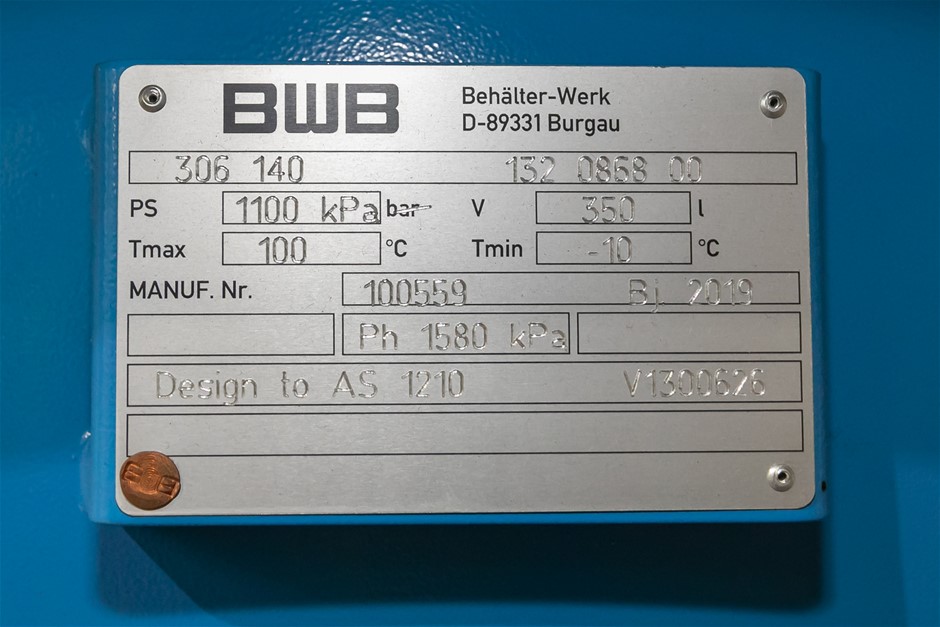 BWB
Behälter-Werk
D-89331 Burgau
306 140 132 0868 00
PS 1100 kPa bar V 350 l
Tmax 100 °C Tmin -10 °C
MANUF. Nr. 100559 Bj 2019
Ph 1580 kPa
Design to AS 1210 V1300626